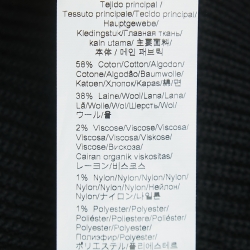 Tejido principal /
Tessuto principale/Tecido principal/
Hauptgewebe/
Kledingstuk/Главная ткань/
kain utama/ 主要面料/
本体/ 메인 패브릭
58% Coton/Cotton/Algodón/
Cotone/Algodão/Baumwolle/
Katoen/Хлопок/Kapas/棉/면
38% Laine/Wool/Lana/Lana/
Lã/Wolle/Wol/Шерсть/Wol/
ウール/울
2% Viscose/Viscose/Viscosa/
Viscosa/Viscose/Viskose/
Viscose/Вискоза/
Cairan organik viskositas/
レーヨン/비스코스
1% Nylon/Nylon/Nylon/Nylon/
Nylon/Nylon/Nylon/Нейлон/
Nylon/ナイロン/나일론
1% Polyester/Polyester/
Poliéster/Poliestere/Poliéster/
Polyester/Polyester/
Полиэфир/Polyester/
ポリエステル/폴리에스테르